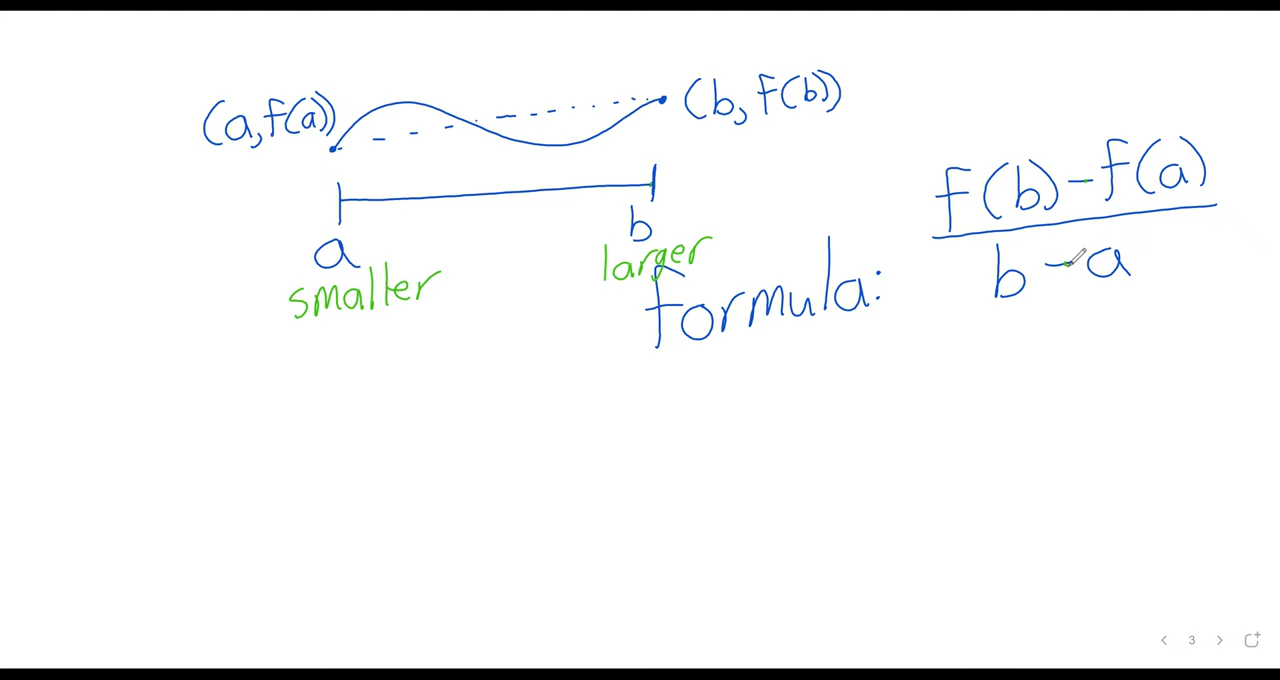 (a, f(a)) (b, f(b))
a b
smaller larger
formula: f(b) - f(a)
b - a
3